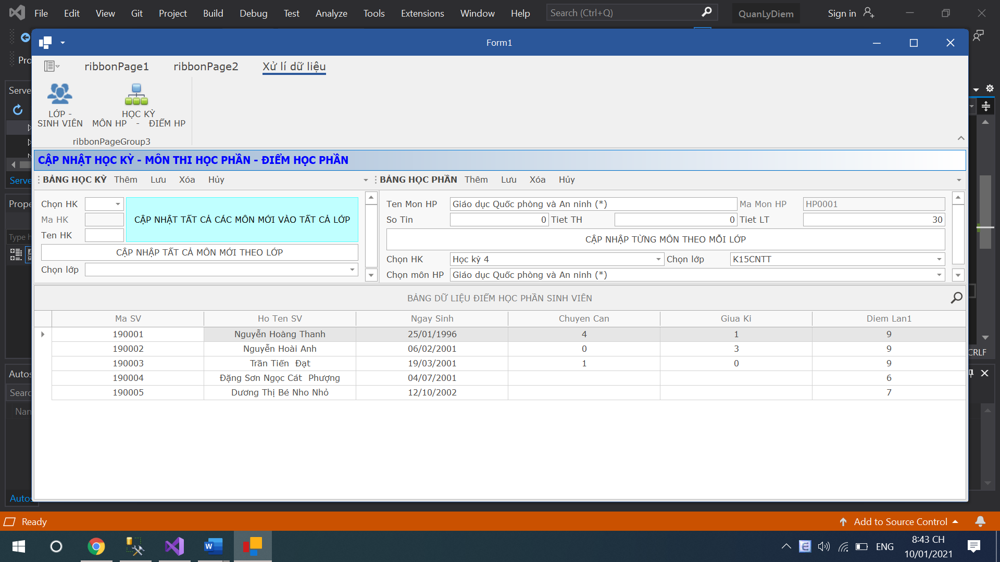 File Edit View Git Project Build Debug Test Analyze Tools Extensions Window Help Search (Ctrl+Q) QuanLyDiem Sign in
Form1
ribbonPage1 ribbonPage2 Xử lí dữ liệu
LỚP -
SINH VIÊN
HỌC KỲ
MÔN HP - ĐIỂM HP
ribbonPageGroup3
CẬP NHẬT HỌC KỲ - MÔN THI HỌC PHẦN - ĐIỂM HỌC PHẦN
BẢNG HỌC KỲ Thêm Lưu Xóa Hủy
BẢNG HỌC PHẦN Thêm Lưu Xóa Hủy
Chọn HK
Ma HK
Ten HK
CẬP NHẬT TẤT CẢ CÁC MÔN MỚI VÀO TẤT CẢ LỚP
CẬP NHẬP TẤT CẢ MÔN MỚI THEO LỚP
Chọn lớp
Ten Mon HP Giáo dục Quốc phòng và An ninh (*) Ma Mon HP HP0001
So Tin 0 Tiet TH 0 Tiet LT 30
CẬP NHẬP TỪNG MÔN THEO MỖI LỚP
Chọn HK Học kỳ 4 Chọn lớp K15CNTT
Chọn môn HP Giáo dục Quốc phòng và An ninh (*)
BẢNG DỮ LIỆU ĐIỂM HỌC PHẦN SINH VIÊN
Ma SV Ho Ten SV Ngay Sinh Chuyen Can Giua Ki Diem Lan1
190001 Nguyễn Hoàng Thanh 25/01/1996 4 1 9
190002 Nguyễn Hoài Anh 06/02/2001 0 3 9
190003 Trần Tiến Đạt 19/03/2001 1 0 9
190004 Đặng Sơn Ngọc Cát Phượng 04/07/2001 6
190005 Dương Thị Bé Nho Nhỏ 12/10/2002 7
CRLF
Ready Add to Source Control
ENG
8:43 CH
10/01/2021